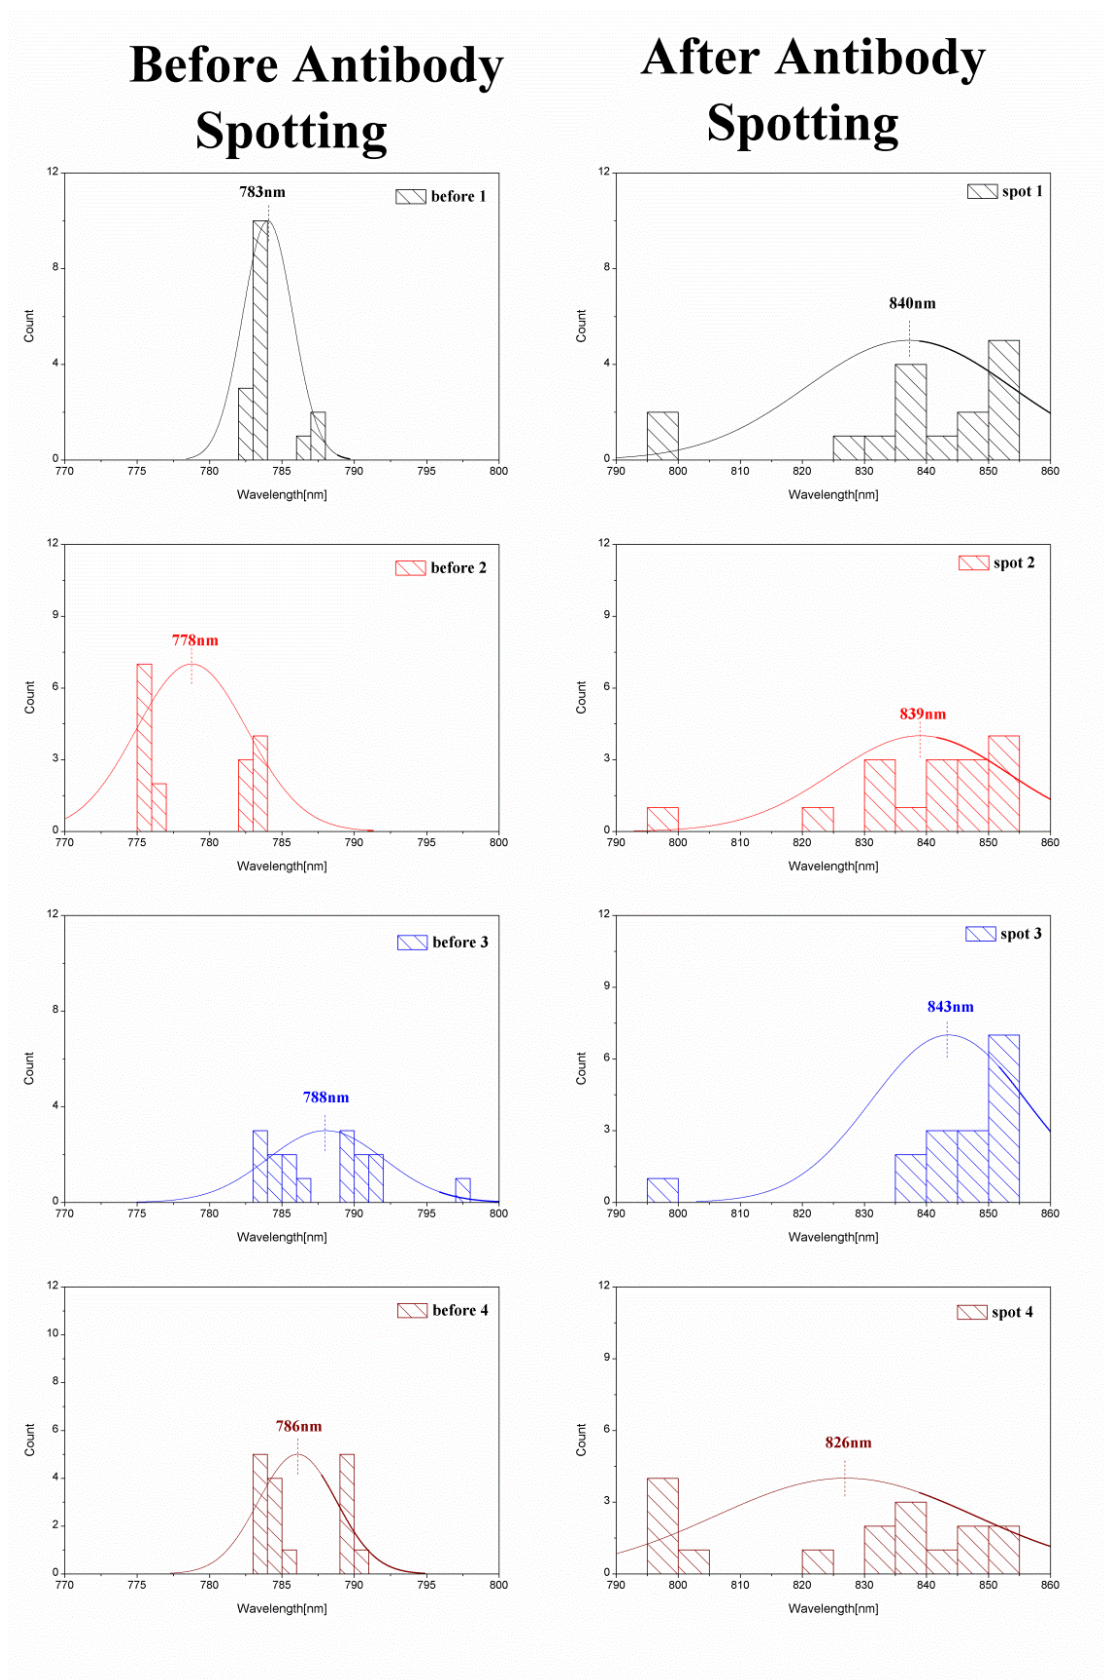 Before Antibody
Spotting
After Antibody
Spotting
12
8
4
0
Count
783nm
before 1
770 775 780 785 790 795 800
Wavelength[nm]
12
8
4
0
Count
840nm
spot 1
790 800 810 820 830 840 850 860
Wavelength[nm]
12
9
6
3
0
Count
778nm
before 2
770 775 780 785 790 795 800
Wavelength[nm]
12
9
6
3
0
Count
839nm
spot 2
790 800 810 820 830 840 850 860
Wavelength[nm]
12
8
4
0
Count
788nm
before 3
770 775 780 785 790 795 800
Wavelength[nm]
12
9
6
3
0
Count
843nm
spot 3
790 800 810 820 830 840 850 860
Wavelength[nm]
12
10
8
6
4
2
0
Count
786nm
before 4
770 775 780 785 790 795 800
Wavelength[nm]
12
9
6
3
0
Count
826nm
spot 4
790 800 810 820 830 840 850 860
Wavelength[nm]